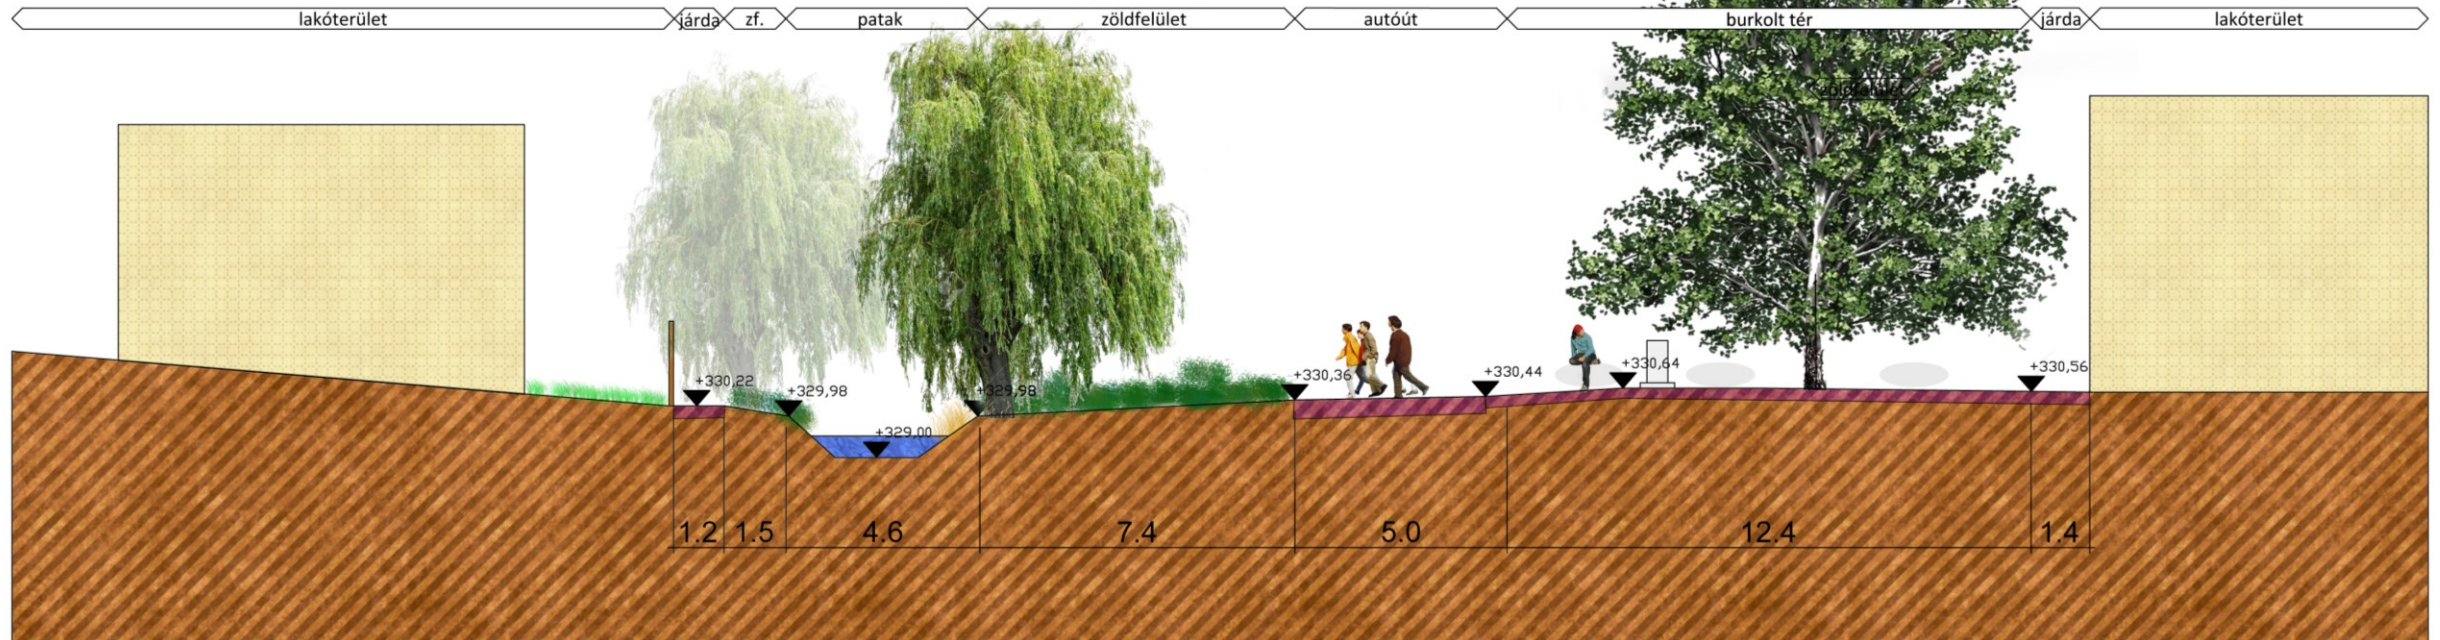 lakóterület járda zf. patak zöldfelület autóút burkolt tér járda lakóterület
zöldfelület
+330,22 +329,98 +329,00 +329,98 +330,36 +330,44 +330,64 +330,56
1.2 1.5 4.6 7.4 5.0 12.4 1.4